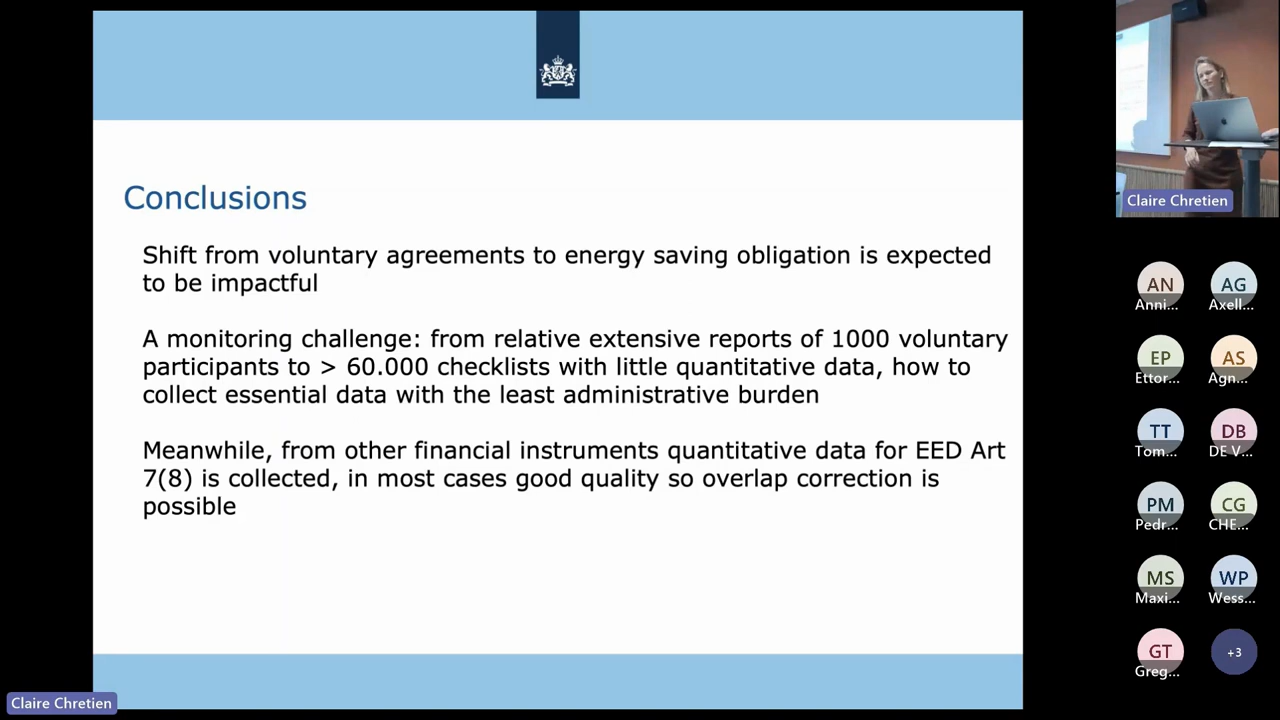 Conclusions
Shift from voluntary agreements to energy saving obligation is expected
to be impactful
A monitoring challenge: from relative extensive reports of 1000 voluntary
participants to > 60.000 checklists with little quantitative data, how to
collect essential data with the least administrative burden
Meanwhile, from other financial instruments quantitative data for EED Art
7(8) is collected, in most cases good quality so overlap correction is
possible
Claire Chretien
Claire Chretien
AN
AG
Anni...
Axell...
EP
AS
Ettor...
Agn...
TT
DB
Tom...
DE V...
PM
CG
Pedr...
CHE...
MS
WP
Maxi...
Wess...
GT
+3
Greg...